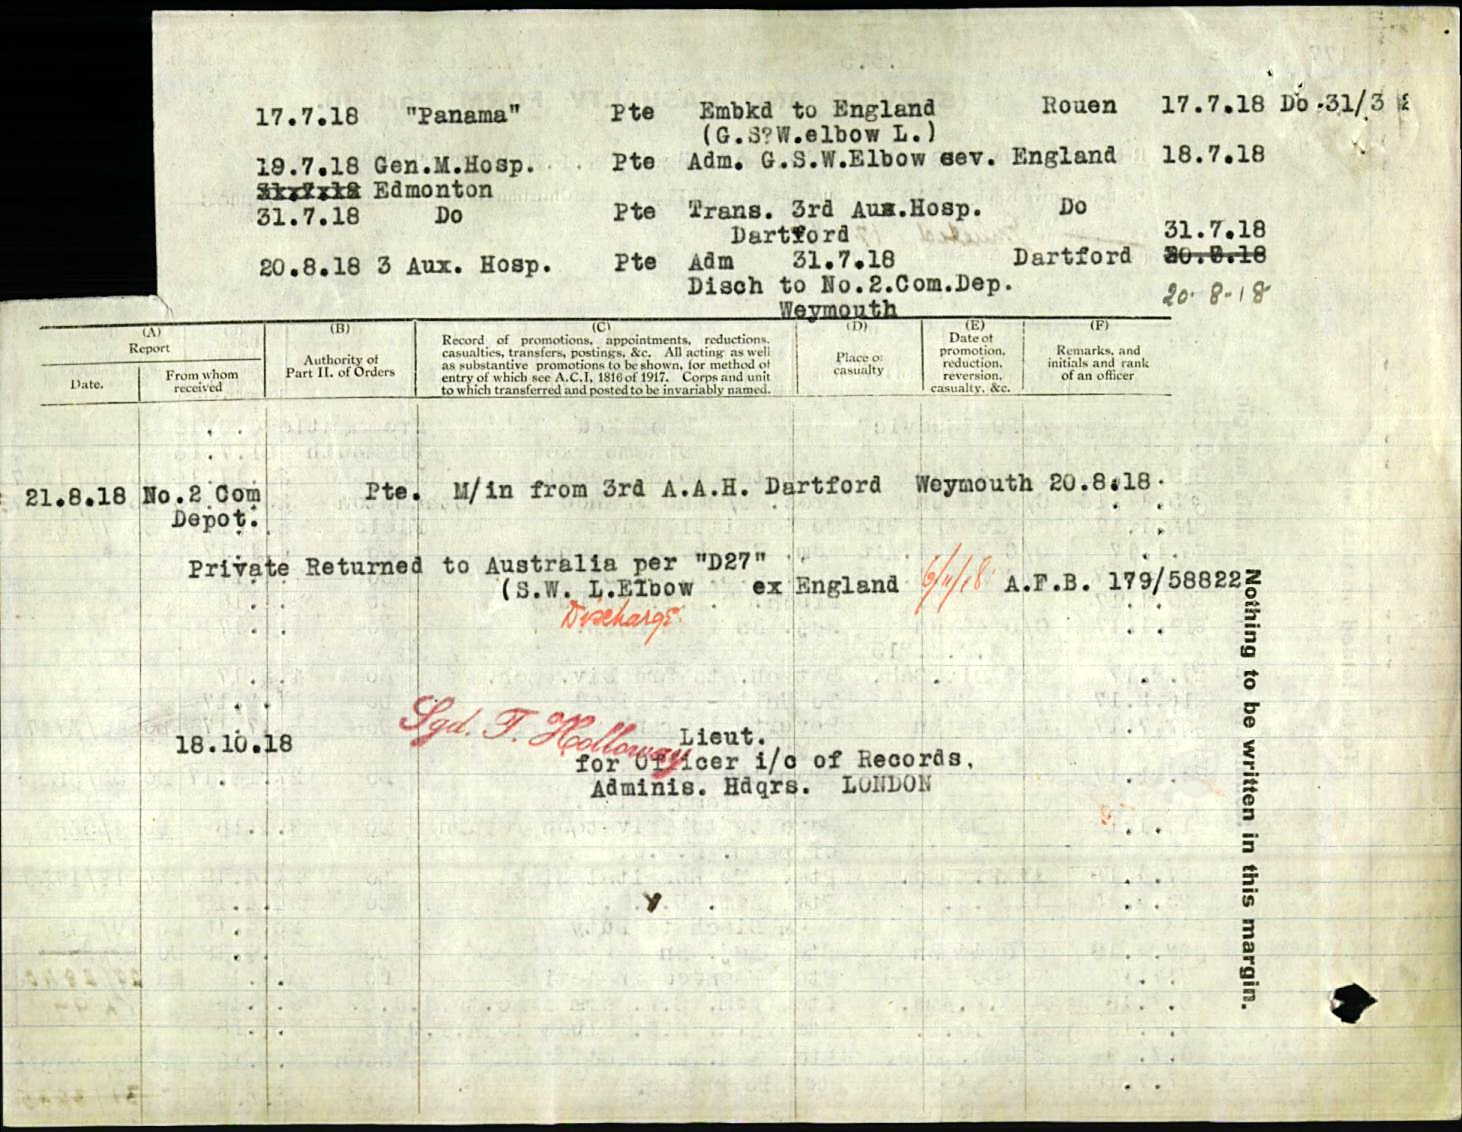 17.7.18 "Panama" Pte Embkd to England Rouen 17.7.18 Do 31/3
(G.S?W.elbow L.)
19.7.18 Gen.M.Hosp. Pte Adm. G.S.W.Elbow sev. England 18.7.18
31.7.18 Edmonton
31.7.18 Do Pte Trans. 3rd Aux.Hosp. Do
Dartford 31.7.18
20.8.18 3 Aux. Hosp. Pte Adm 31.7.18 Dartford 20.8.18
Disch to No.2.Com.Dep. 20.8.18
Weymouth
(A) (B) (C) (D) (E) (F)
Report
Date. From whom received
Authority of Part II. of Orders
Record of promotions, appointments, reductions,
casualties, transfers, postings, &c. All acting as well
as substantive promotions to be shown, for method of
entry of which see A.C.I, 1816 of 1917. Corps and unit
to which transferred and posted to be invariably named.
Place of casualty
Date of promotion, reduction, reversion, casualty, &c.
Remarks, and initials and rank of an officer
21.8.18 No.2 Com Pte. M/in from 3rd A.A.H. Dartford Weymouth 20.8.18
Depot.
Private Returned to Australia per "D27"
(S.W. L.Elbow ex England 6/11/18 A.F.B. 179/58822
Discharge
Sgd. T. Holloway
18.10.18 Lieut.
for Officer i/c of Records,
Adminis. Hdqrs. LONDON
Nothing to be written in this margin.